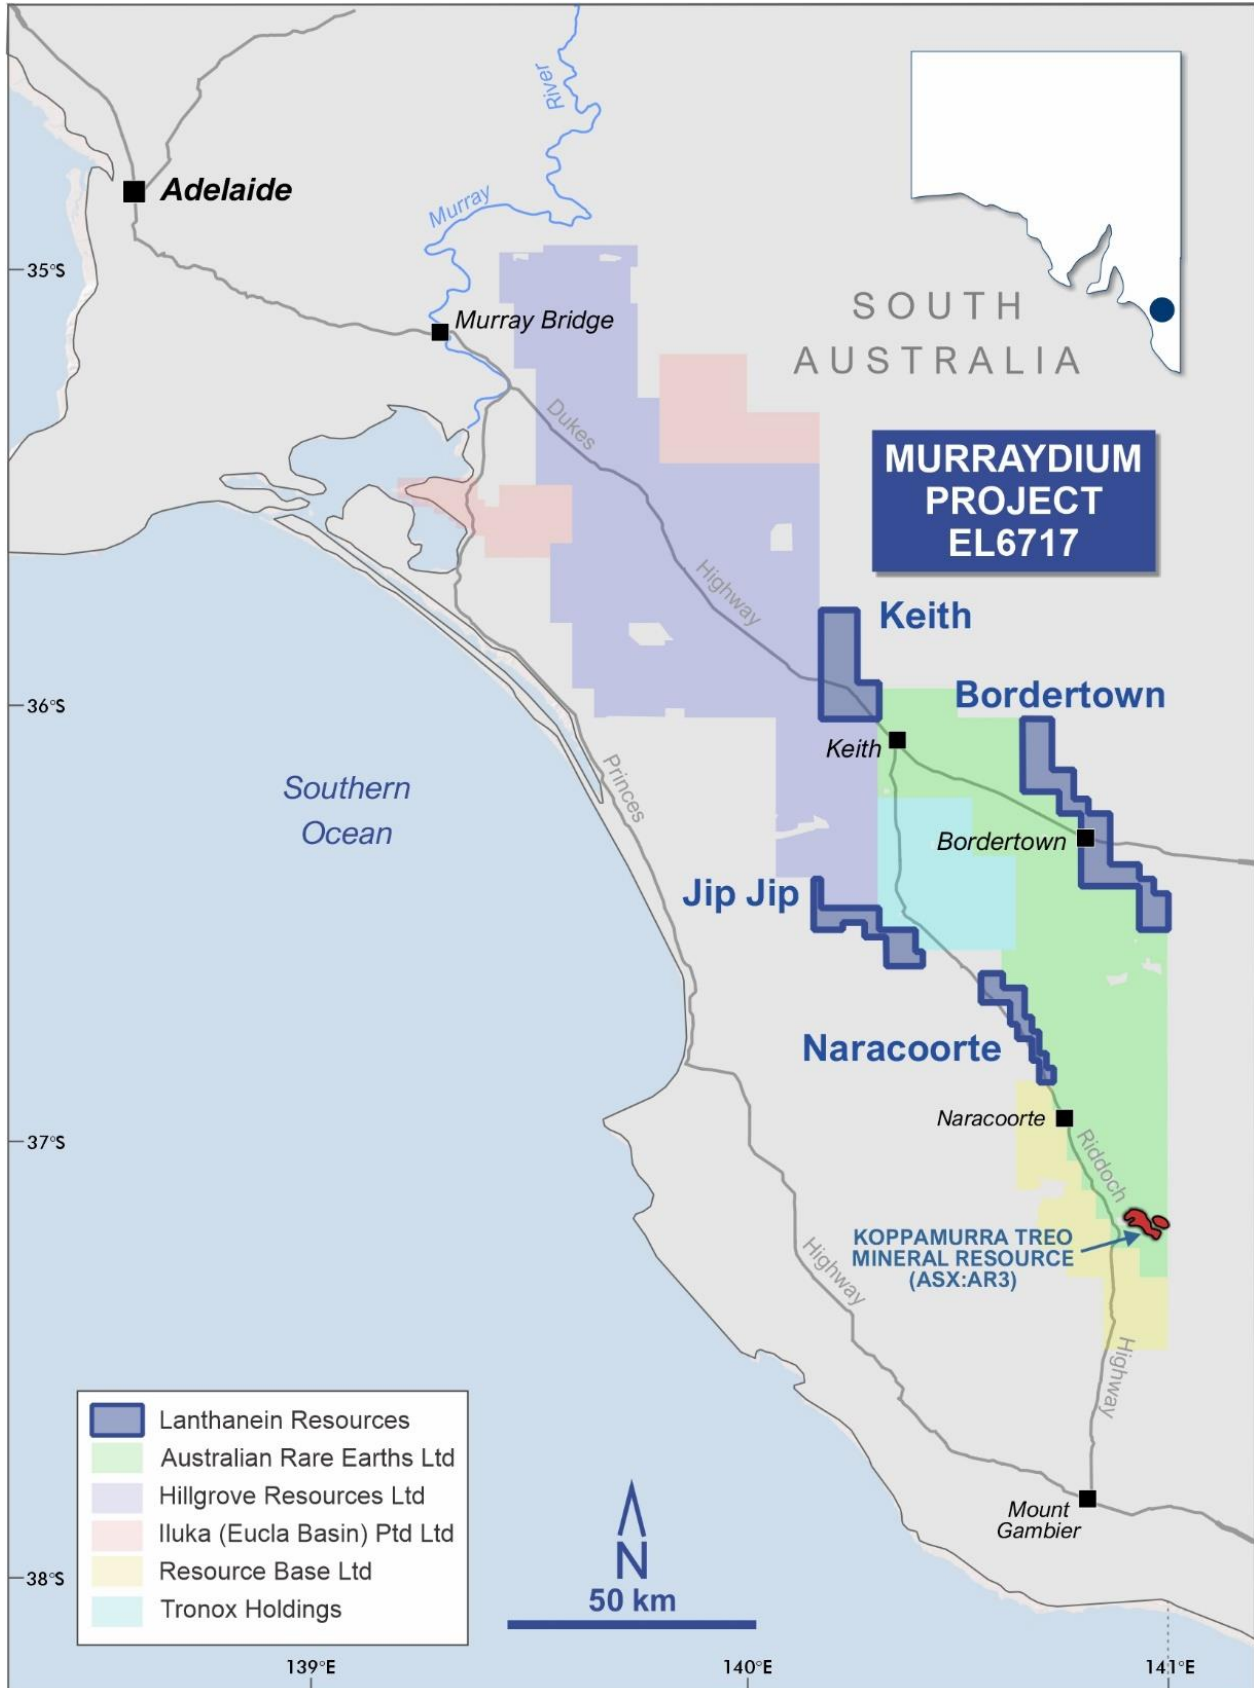 River
Adelaide
Murray
35°S
SOUTH
AUSTRALIA
Murray Bridge
Dukes
MURRAYDIUM
PROJECT
EL6717
Highway
Keith
Bordertown
36°S
Keith
Princes
Southern
Ocean
Bordertown
Jip Jip
Naracoorte
Naracoorte
37°S
Riddoch
KOPPAMURRA TREO
MINERAL RESOURCE
(ASX:AR3)
Highway
Highway
Lanthanein Resources
Australian Rare Earths Ltd
Hillgrove Resources Ltd
Iluka (Eucla Basin) Ptd Ltd
Resource Base Ltd
Tronox Holdings
Mount
Gambier
N
50 km
38°S
139°E
140°E
141°E